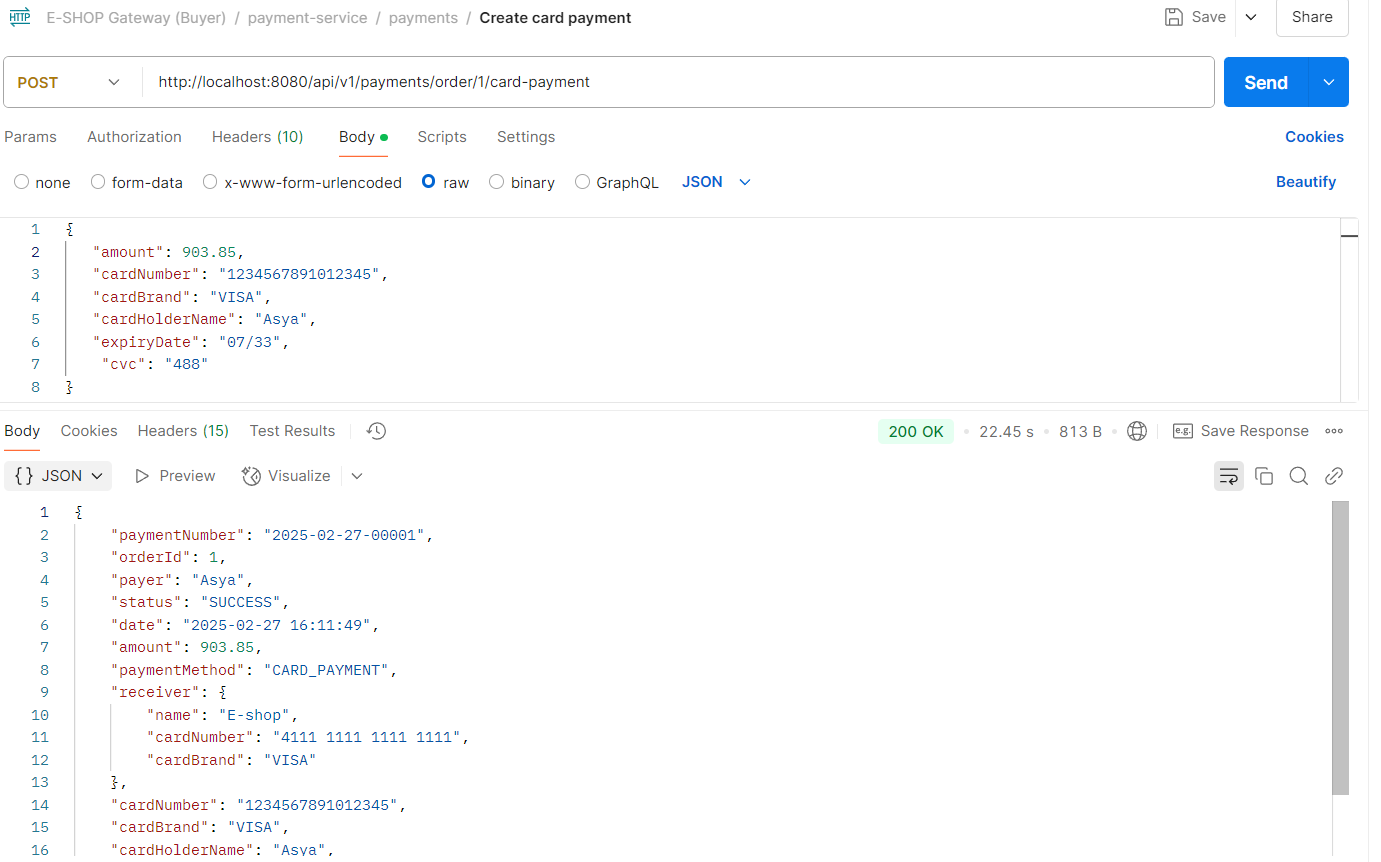 HTTP E-SHOP Gateway (Buyer) / payment-service / payments / Create card payment Save Share
POST http://localhost:8080/api/v1/payments/order/1/card-payment Send
Params Authorization Headers (10) Body Scripts Settings Cookies
none form-data x-www-form-urlencoded raw binary GraphQL JSON Beautify
1 {
2 "amount": 903.85,
3 "cardNumber": "1234567891012345",
4 "cardBrand": "VISA",
5 "cardHolderName": "Asya",
6 "expiryDate": "07/33",
7 "cvc": "488"
8 }
Body Cookies Headers (15) Test Results 200 OK 22.45 s 813 B e.g. Save Response
{} JSON Preview Visualize
1 {
2 "paymentNumber": "2025-02-27-00001",
3 "orderId": 1,
4 "payer": "Asya",
5 "status": "SUCCESS",
6 "date": "2025-02-27 16:11:49",
7 "amount": 903.85,
8 "paymentMethod": "CARD_PAYMENT",
9 "receiver": {
10 "name": "E-shop",
11 "cardNumber": "4111 1111 1111 1111",
12 "cardBrand": "VISA"
13 },
14 "cardNumber": "1234567891012345",
15 "cardBrand": "VISA",
16 "cardHolderName": "Asya",